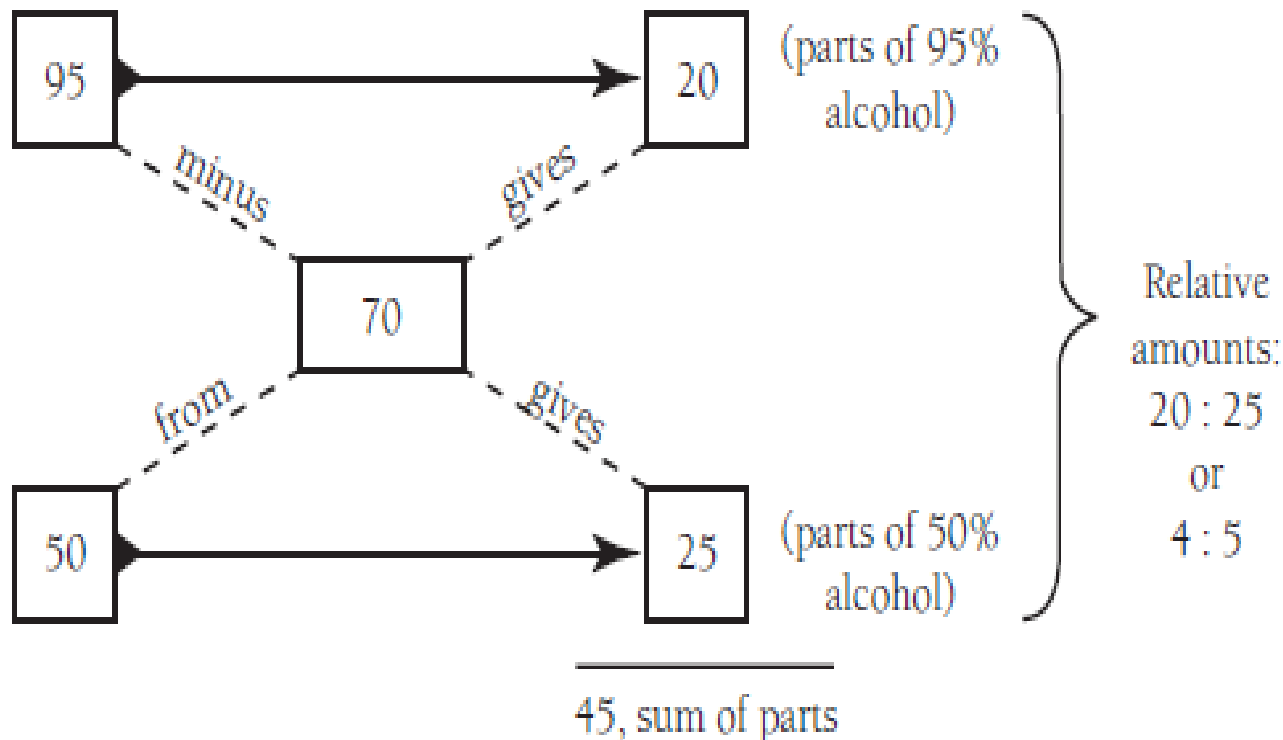 95
20
(parts of 95%
alcohol)
minus
gives
70
Relative
amounts:
20 : 25
or
4 : 5
from
gives
50
25
(parts of 50%
alcohol)
45, sum of parts